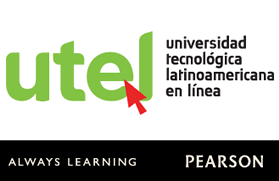 utel
universidad
tecnológica
latinoamericana
en línea
ALWAYS LEARNING PEARSON